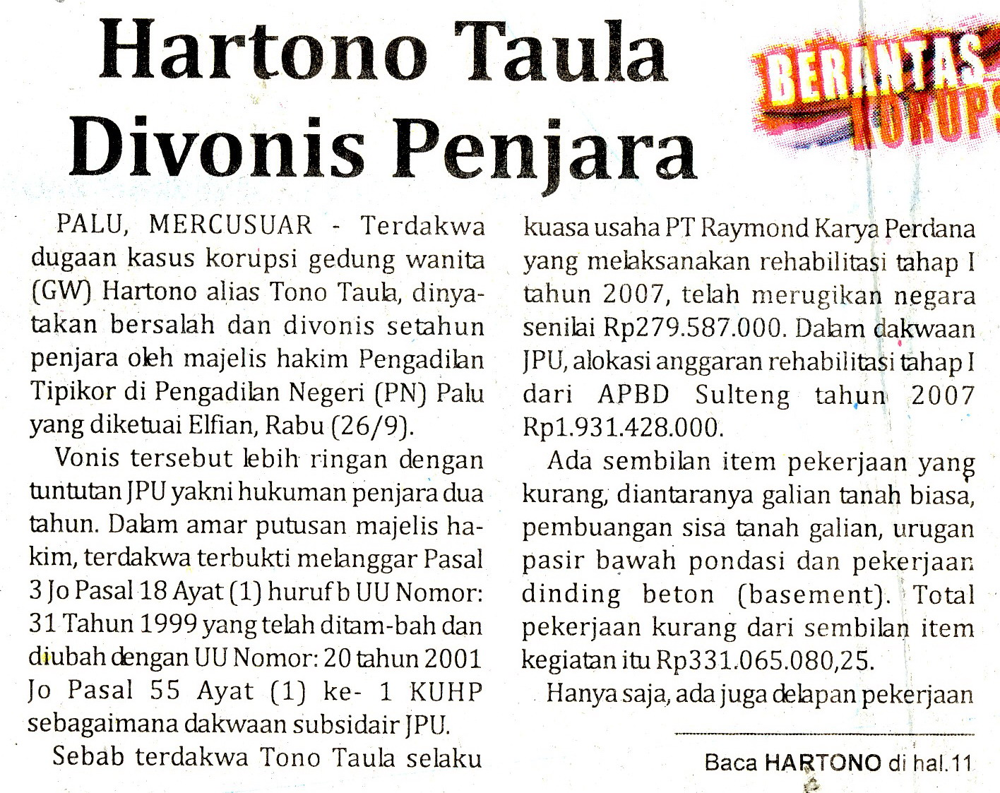 Hartono Taula
Divonis Penjara
BERANTAS
KORUPS
PALU, MERCUSUAR - Terdakwa
dugaan kasus korupsi gedung wanita
(GW) Hartono alias Tono Taula, dinya-
takan bersalah dan divonis setahun
penjara oleh majelis hakim Pengadilan
Tipikor di Pengadilan Negeri (PN) Palu
yang diketuai Elfian, Rabu (26/9).
Vonis tersebut lebih ringan dengan
tuntutan JPU yakni hukuman penjara dua
tahun. Dalam amar putusan majelis ha-
kim, terdakwa terbukti melanggar Pasal
3 Jo Pasal 18 Ayat (1) huruf b UU Nomor:
31 Tahun 1999 yang telah ditam-bah dan
diubah dengan UU Nomor: 20 tahun 2001
Jo Pasal 55 Ayat (1) ke- 1 KUHP
sebagaimana dakwaan subsidair JPU.
Sebab terdakwa Tono Taula selaku
kuasa usaha PT Raymond Karya Perdana
yang melaksanakan rehabilitasi tahap I
tahun 2007, telah merugikan negara
senilai Rp279.587.000. Dalam dakwaan
JPU, alokasi anggaran rehabilitasi tahap I
dari APBD Sulteng tahun 2007
Rp1.931.428.000.
Ada sembilan item pekerjaan yang
kurang, diantaranya galian tanah biasa,
pembuangan sisa tanah galian, urugan
pasir bawah pondasi dan pekerjaan
dinding beton (basement). Total
pekerjaan kurang dari sembilan item
kegiatan itu Rp331.065.080,25.
Hanya saja, ada juga delapan pekerjaan
Baca HARTONO di hal.11